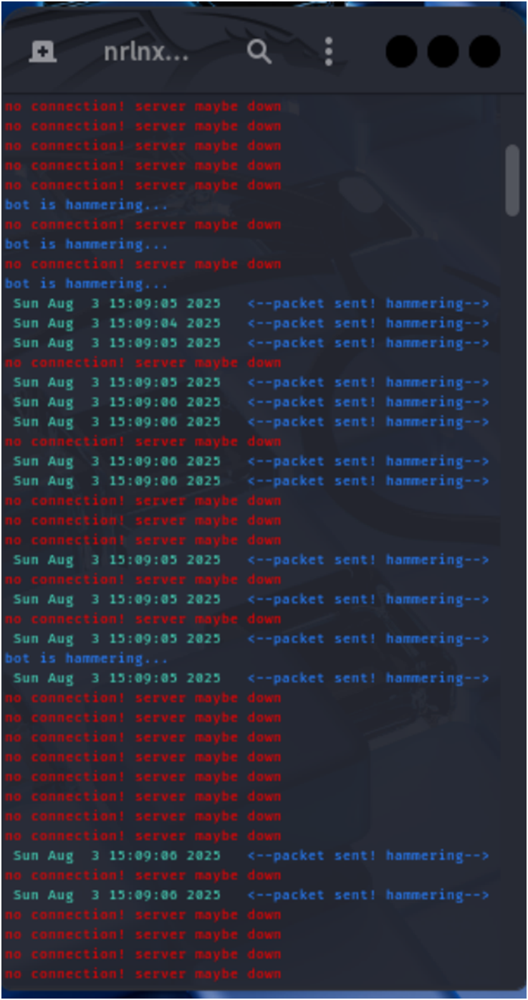 nrlnx...
no connection! server maybe down
no connection! server maybe down
no connection! server maybe down
no connection! server maybe down
no connection! server maybe down
bot is hammering...
no connection! server maybe down
bot is hammering...
no connection! server maybe down
bot is hammering...
Sun Aug  3 15:09:05 2025   <--packet sent! hammering-->
Sun Aug  3 15:09:04 2025   <--packet sent! hammering-->
Sun Aug  3 15:09:05 2025   <--packet sent! hammering-->
no connection! server maybe down
Sun Aug  3 15:09:05 2025   <--packet sent! hammering-->
Sun Aug  3 15:09:06 2025   <--packet sent! hammering-->
Sun Aug  3 15:09:06 2025   <--packet sent! hammering-->
no connection! server maybe down
Sun Aug  3 15:09:06 2025   <--packet sent! hammering-->
Sun Aug  3 15:09:06 2025   <--packet sent! hammering-->
no connection! server maybe down
no connection! server maybe down
no connection! server maybe down
Sun Aug  3 15:09:05 2025   <--packet sent! hammering-->
no connection! server maybe down
Sun Aug  3 15:09:05 2025   <--packet sent! hammering-->
no connection! server maybe down
Sun Aug  3 15:09:05 2025   <--packet sent! hammering-->
bot is hammering...
Sun Aug  3 15:09:05 2025   <--packet sent! hammering-->
no connection! server maybe down
no connection! server maybe down
no connection! server maybe down
no connection! server maybe down
no connection! server maybe down
no connection! server maybe down
no connection! server maybe down
no connection! server maybe down
Sun Aug  3 15:09:06 2025   <--packet sent! hammering-->
no connection! server maybe down
Sun Aug  3 15:09:06 2025   <--packet sent! hammering-->
no connection! server maybe down
no connection! server maybe down
no connection! server maybe down
no connection! server maybe down